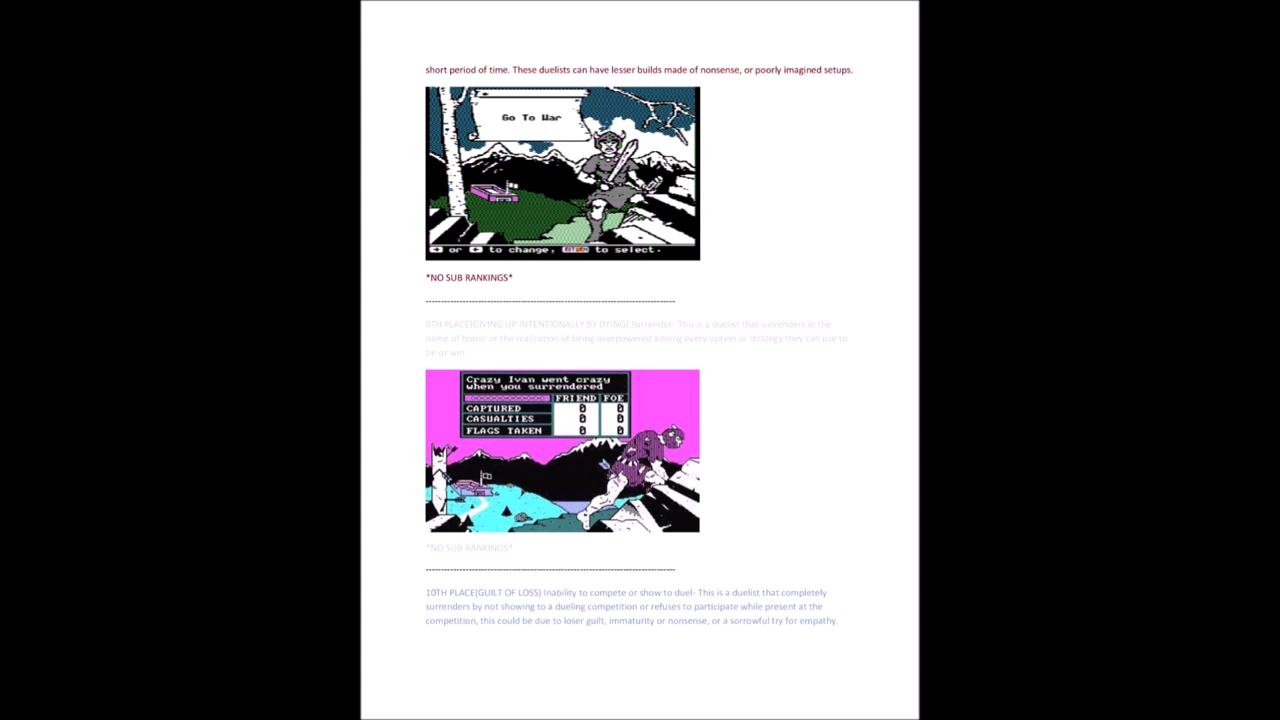 short period of time. These duelists can have lesser builds made of nonsense, or poorly imagined setups.
Go To War
→ or ← to change, RETURN to select.
*NO SUB RANKINGS*
--------------------------------------------------------------------------------
9TH PLACE(GIVING UP INTENTIONALLY BY DYING) Surrender- This is a duelist that surrenders in the
name of honor or the realization of being overpowered among every option or strategy they can use to
tie or win.
Crazy Ivan went crazy
when you surrendered
FRIEND FOE
CAPTURED 0 0
CASUALTIES 0 0
FLAGS TAKEN 0 0
*NO SUB RANKINGS*
--------------------------------------------------------------------------------
10TH PLACE(GUILT OF LOSS) Inability to compete or show to duel- This is a duelist that completely
surrenders by not showing to a dueling competition or refuses to participate while present at the
competition, this could be due to loser guilt, immaturity or nonsense, or a sorrowful try for empathy.